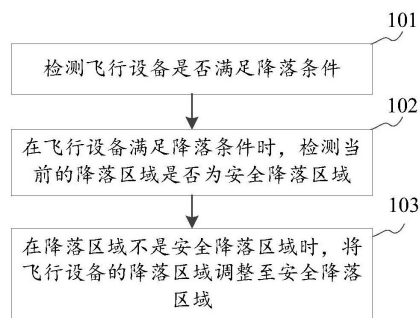 101
检测飞行设备是否满足降落条件
102
在飞行设备满足降落条件时，检测当
前的降落区域是否为安全降落区域
103
在降落区域不是安全降落区域时，将
飞行设备的降落区域调整至安全降落
区域